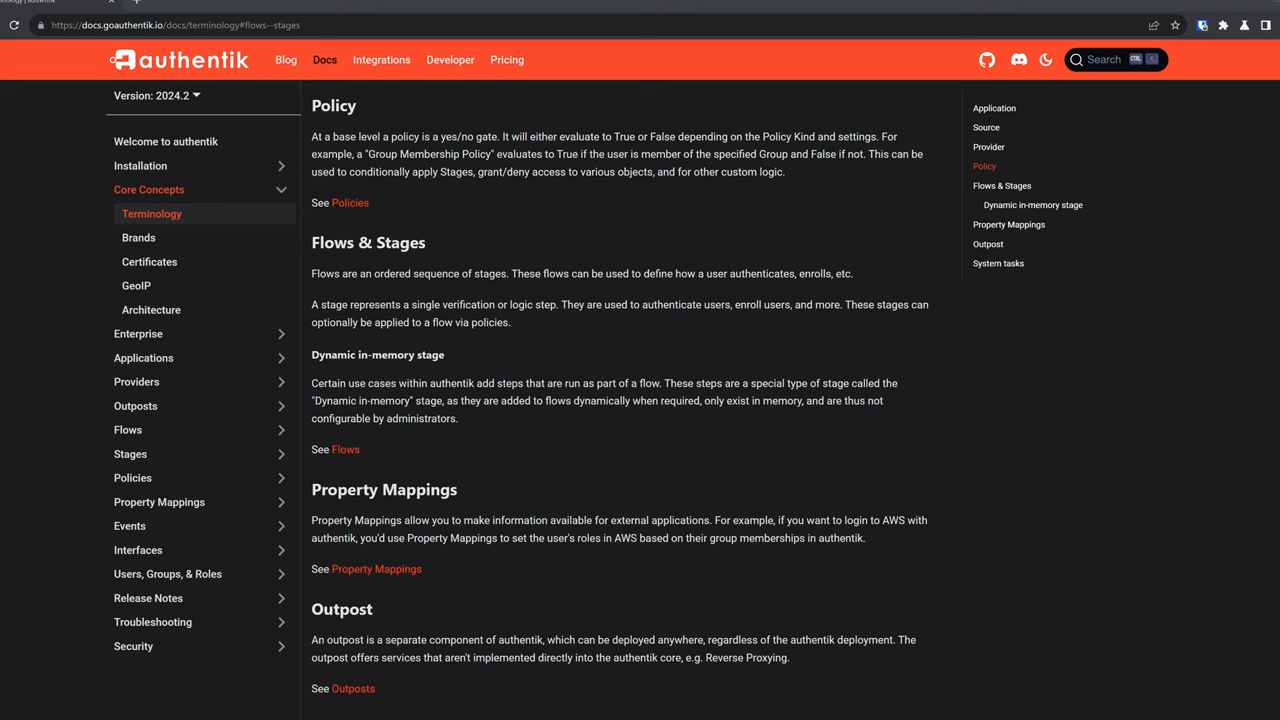 minology | authentik
https://docs.goauthentik.io/docs/terminology#flows--stages
authentik
Blog
Docs
Integrations
Developer
Pricing
Search
CTRL
K
Version: 2024.2
Welcome to authentik
Installation
Core Concepts
Terminology
Brands
Certificates
GeoIP
Architecture
Enterprise
Applications
Providers
Outposts
Flows
Stages
Policies
Property Mappings
Events
Interfaces
Users, Groups, & Roles
Release Notes
Troubleshooting
Security
Policy
At a base level a policy is a yes/no gate. It will either evaluate to True or False depending on the Policy Kind and settings. For
example, a "Group Membership Policy" evaluates to True if the user is member of the specified Group and False if not. This can be
used to conditionally apply Stages, grant/deny access to various objects, and for other custom logic.
See Policies
Flows & Stages
Flows are an ordered sequence of stages. These flows can be used to define how a user authenticates, enrolls, etc.
A stage represents a single verification or logic step. They are used to authenticate users, enroll users, and more. These stages can
optionally be applied to a flow via policies.
Dynamic in-memory stage
Certain use cases within authentik add steps that are run as part of a flow. These steps are a special type of stage called the
"Dynamic in-memory" stage, as they are added to flows dynamically when required, only exist in memory, and are thus not
configurable by administrators.
See Flows
Property Mappings
Property Mappings allow you to make information available for external applications. For example, if you want to login to AWS with
authentik, you'd use Property Mappings to set the user's roles in AWS based on their group memberships in authentik.
See Property Mappings
Outpost
An outpost is a separate component of authentik, which can be deployed anywhere, regardless of the authentik deployment. The
outpost offers services that aren't implemented directly into the authentik core, e.g. Reverse Proxying.
See Outposts
Application
Source
Provider
Policy
Flows & Stages
Dynamic in-memory stage
Property Mappings
Outpost
System tasks